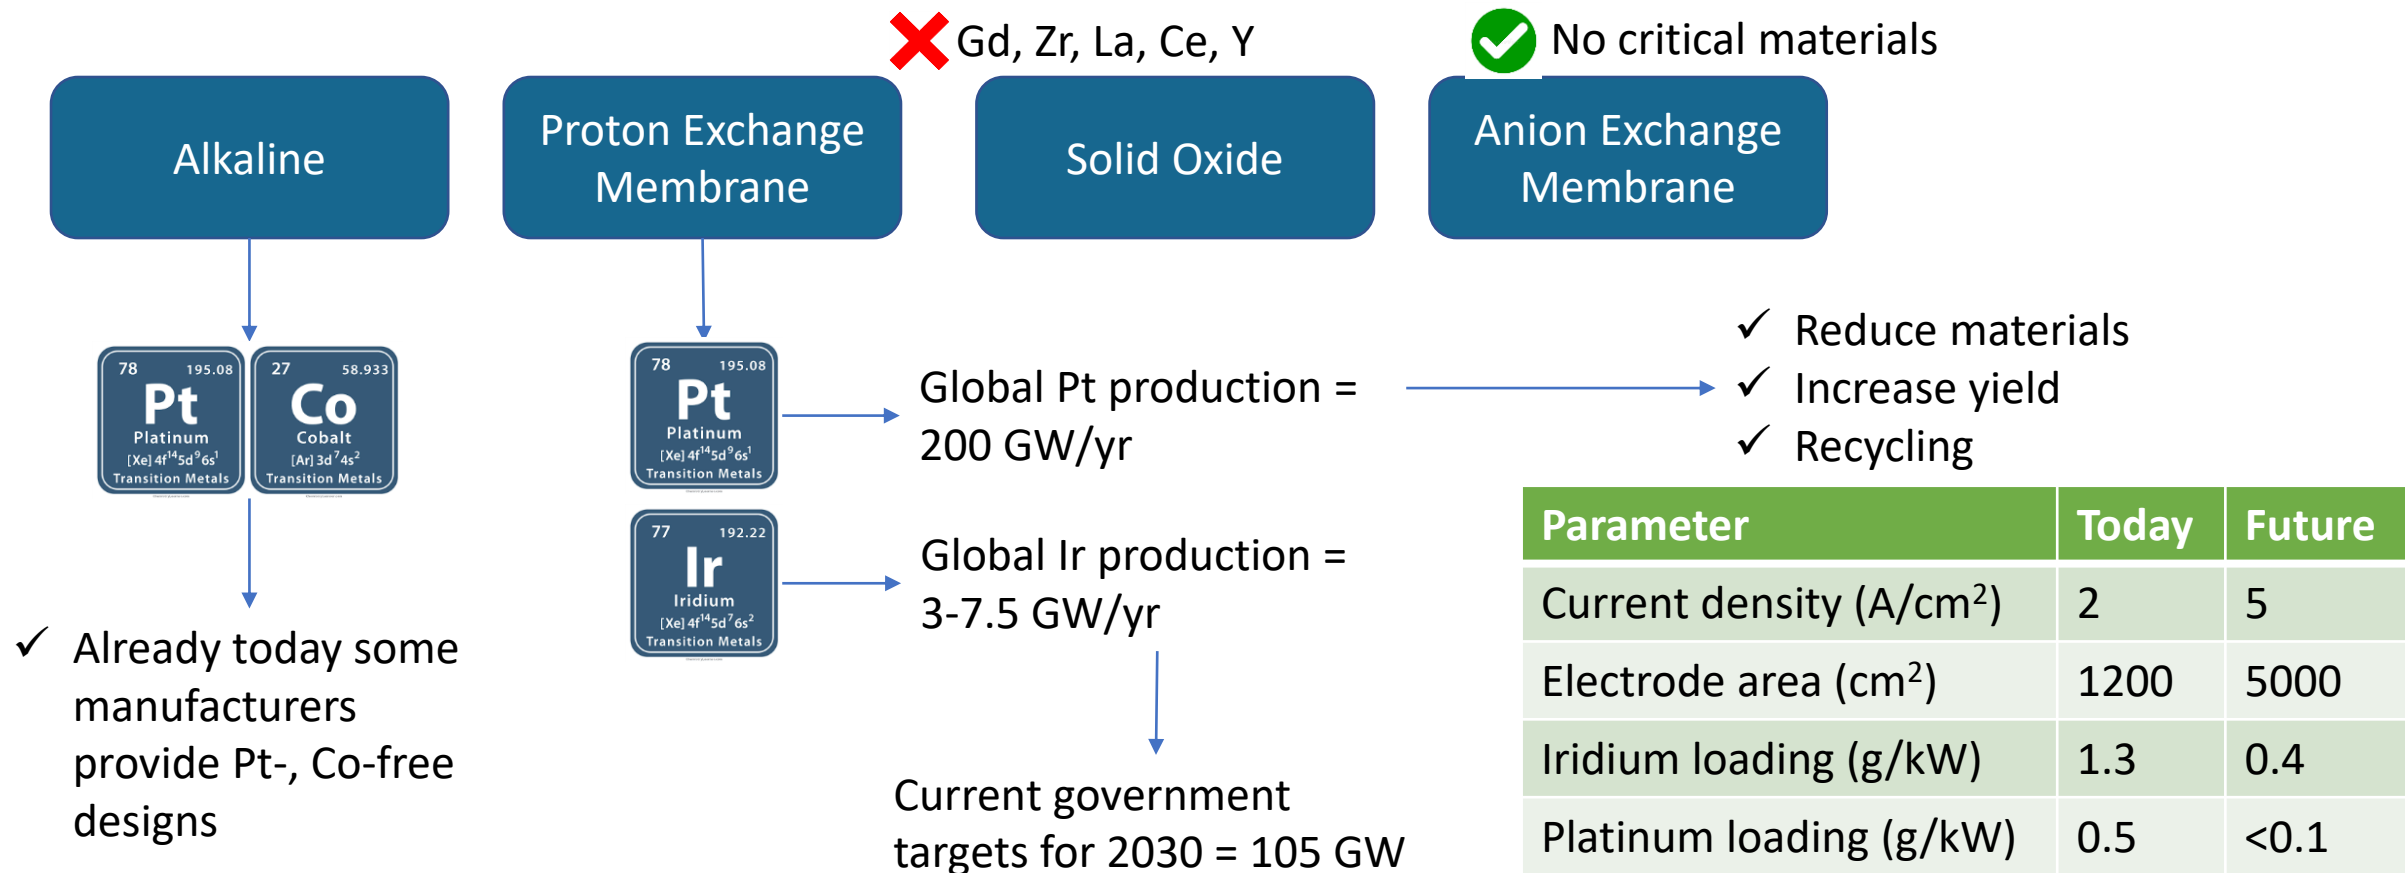 Gd, Zr, La, Ce, Y
No critical materials
Alkaline
Proton Exchange
Membrane
Solid Oxide
Anion Exchange
Membrane
78 195.08
Pt
Platinum
[Xe] 4f¹⁴5d⁹6s¹
Transition Metals
27 58.933
Co
Cobalt
[Ar] 3d⁷4s²
Transition Metals
✓ Already today some
manufacturers
provide Pt-, Co-free
designs
78 195.08
Pt
Platinum
[Xe] 4f¹⁴5d⁹6s¹
Transition Metals
Global Pt production =
200 GW/yr
✓ Reduce materials
✓ Increase yield
✓ Recycling
77 192.22
Ir
Iridium
[Xe] 4f¹⁴5d⁷6s²
Transition Metals
Global Ir production =
3-7.5 GW/yr
Current government
targets for 2030 = 105 GW
Parameter Today Future
Current density (A/cm²) 2 5
Electrode area (cm²) 1200 5000
Iridium loading (g/kW) 1.3 0.4
Platinum loading (g/kW) 0.5 <0.1